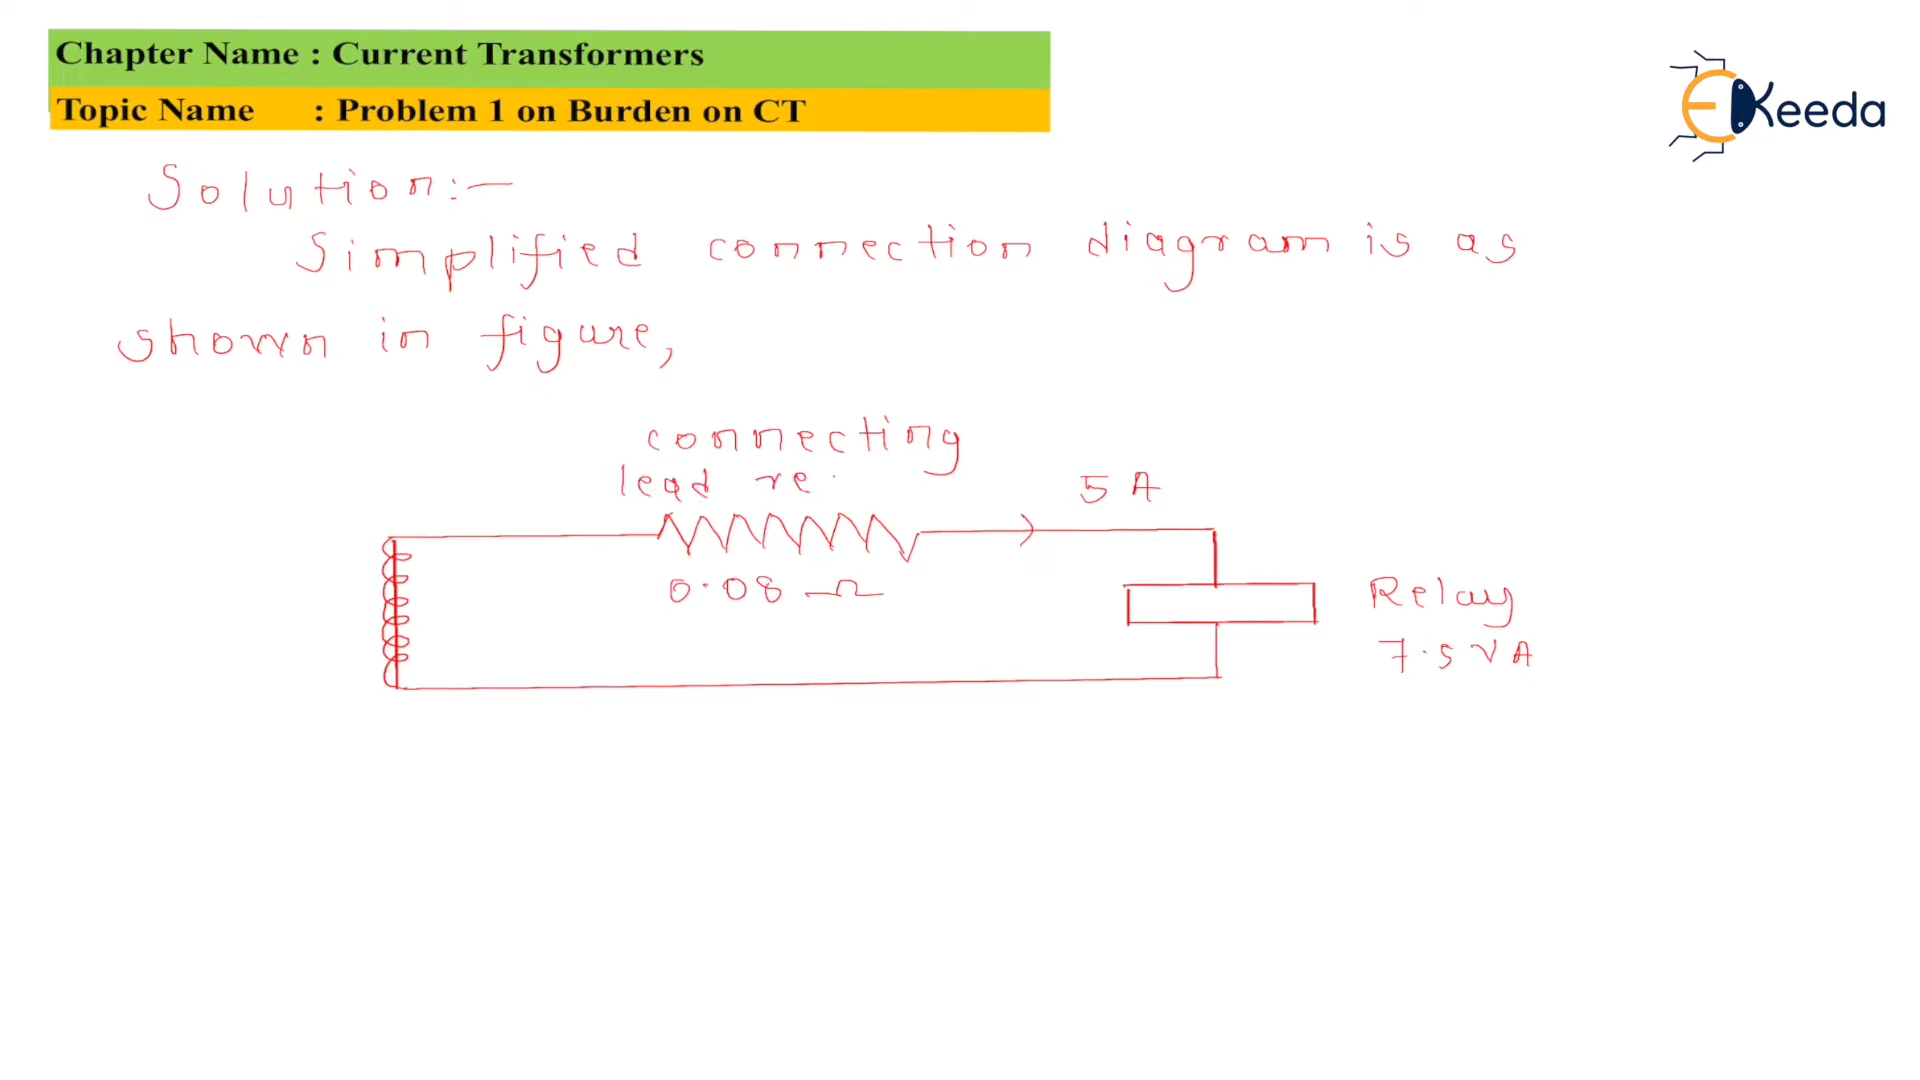 Chapter Name : Current Transformers
Topic Name : Problem 1 on Burden on CT
EKeeda
Solution:-
Simplified connection diagram is as
shown in figure,
connecting
lead re
5 A
0.08 Ω
Relay
7.5 VA